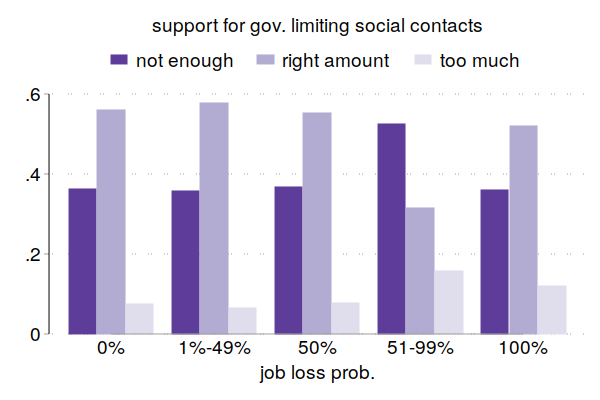 support for gov. limiting social contacts
not enough right amount too much
.6
.4
.2
0
0% 1%-49% 50% 51-99% 100%
job loss prob.